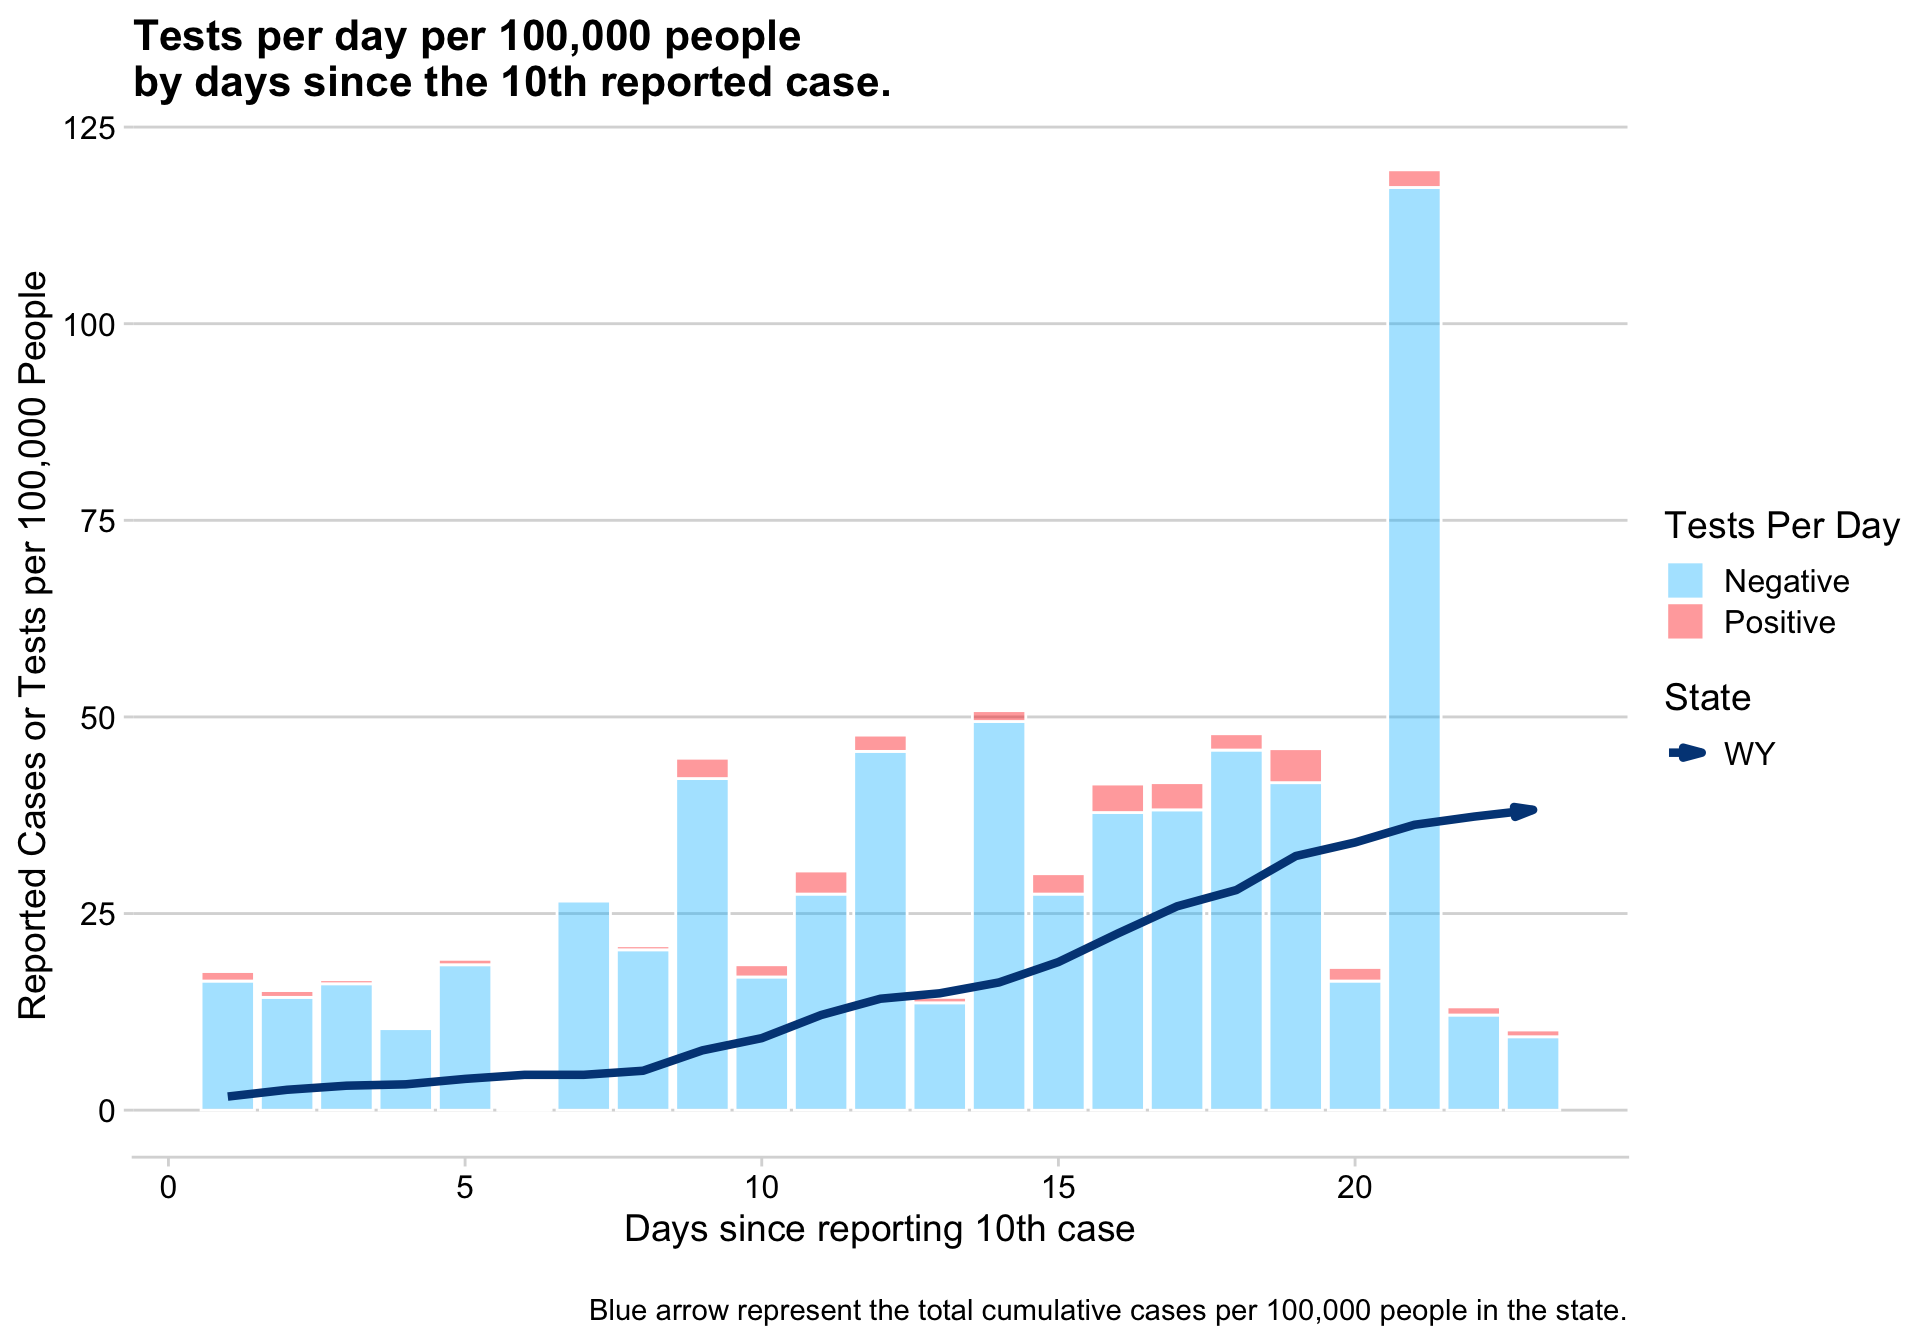 Tests per day per 100,000 people
by days since the 10th reported case.
Reported Cases or Tests per 100,000 People
125
100
75
50
25
0
0 5 10 15 20
Days since reporting 10th case
Tests Per Day
Negative
Positive
State
WY
Blue arrow represent the total cumulative cases per 100,000 people in the state.